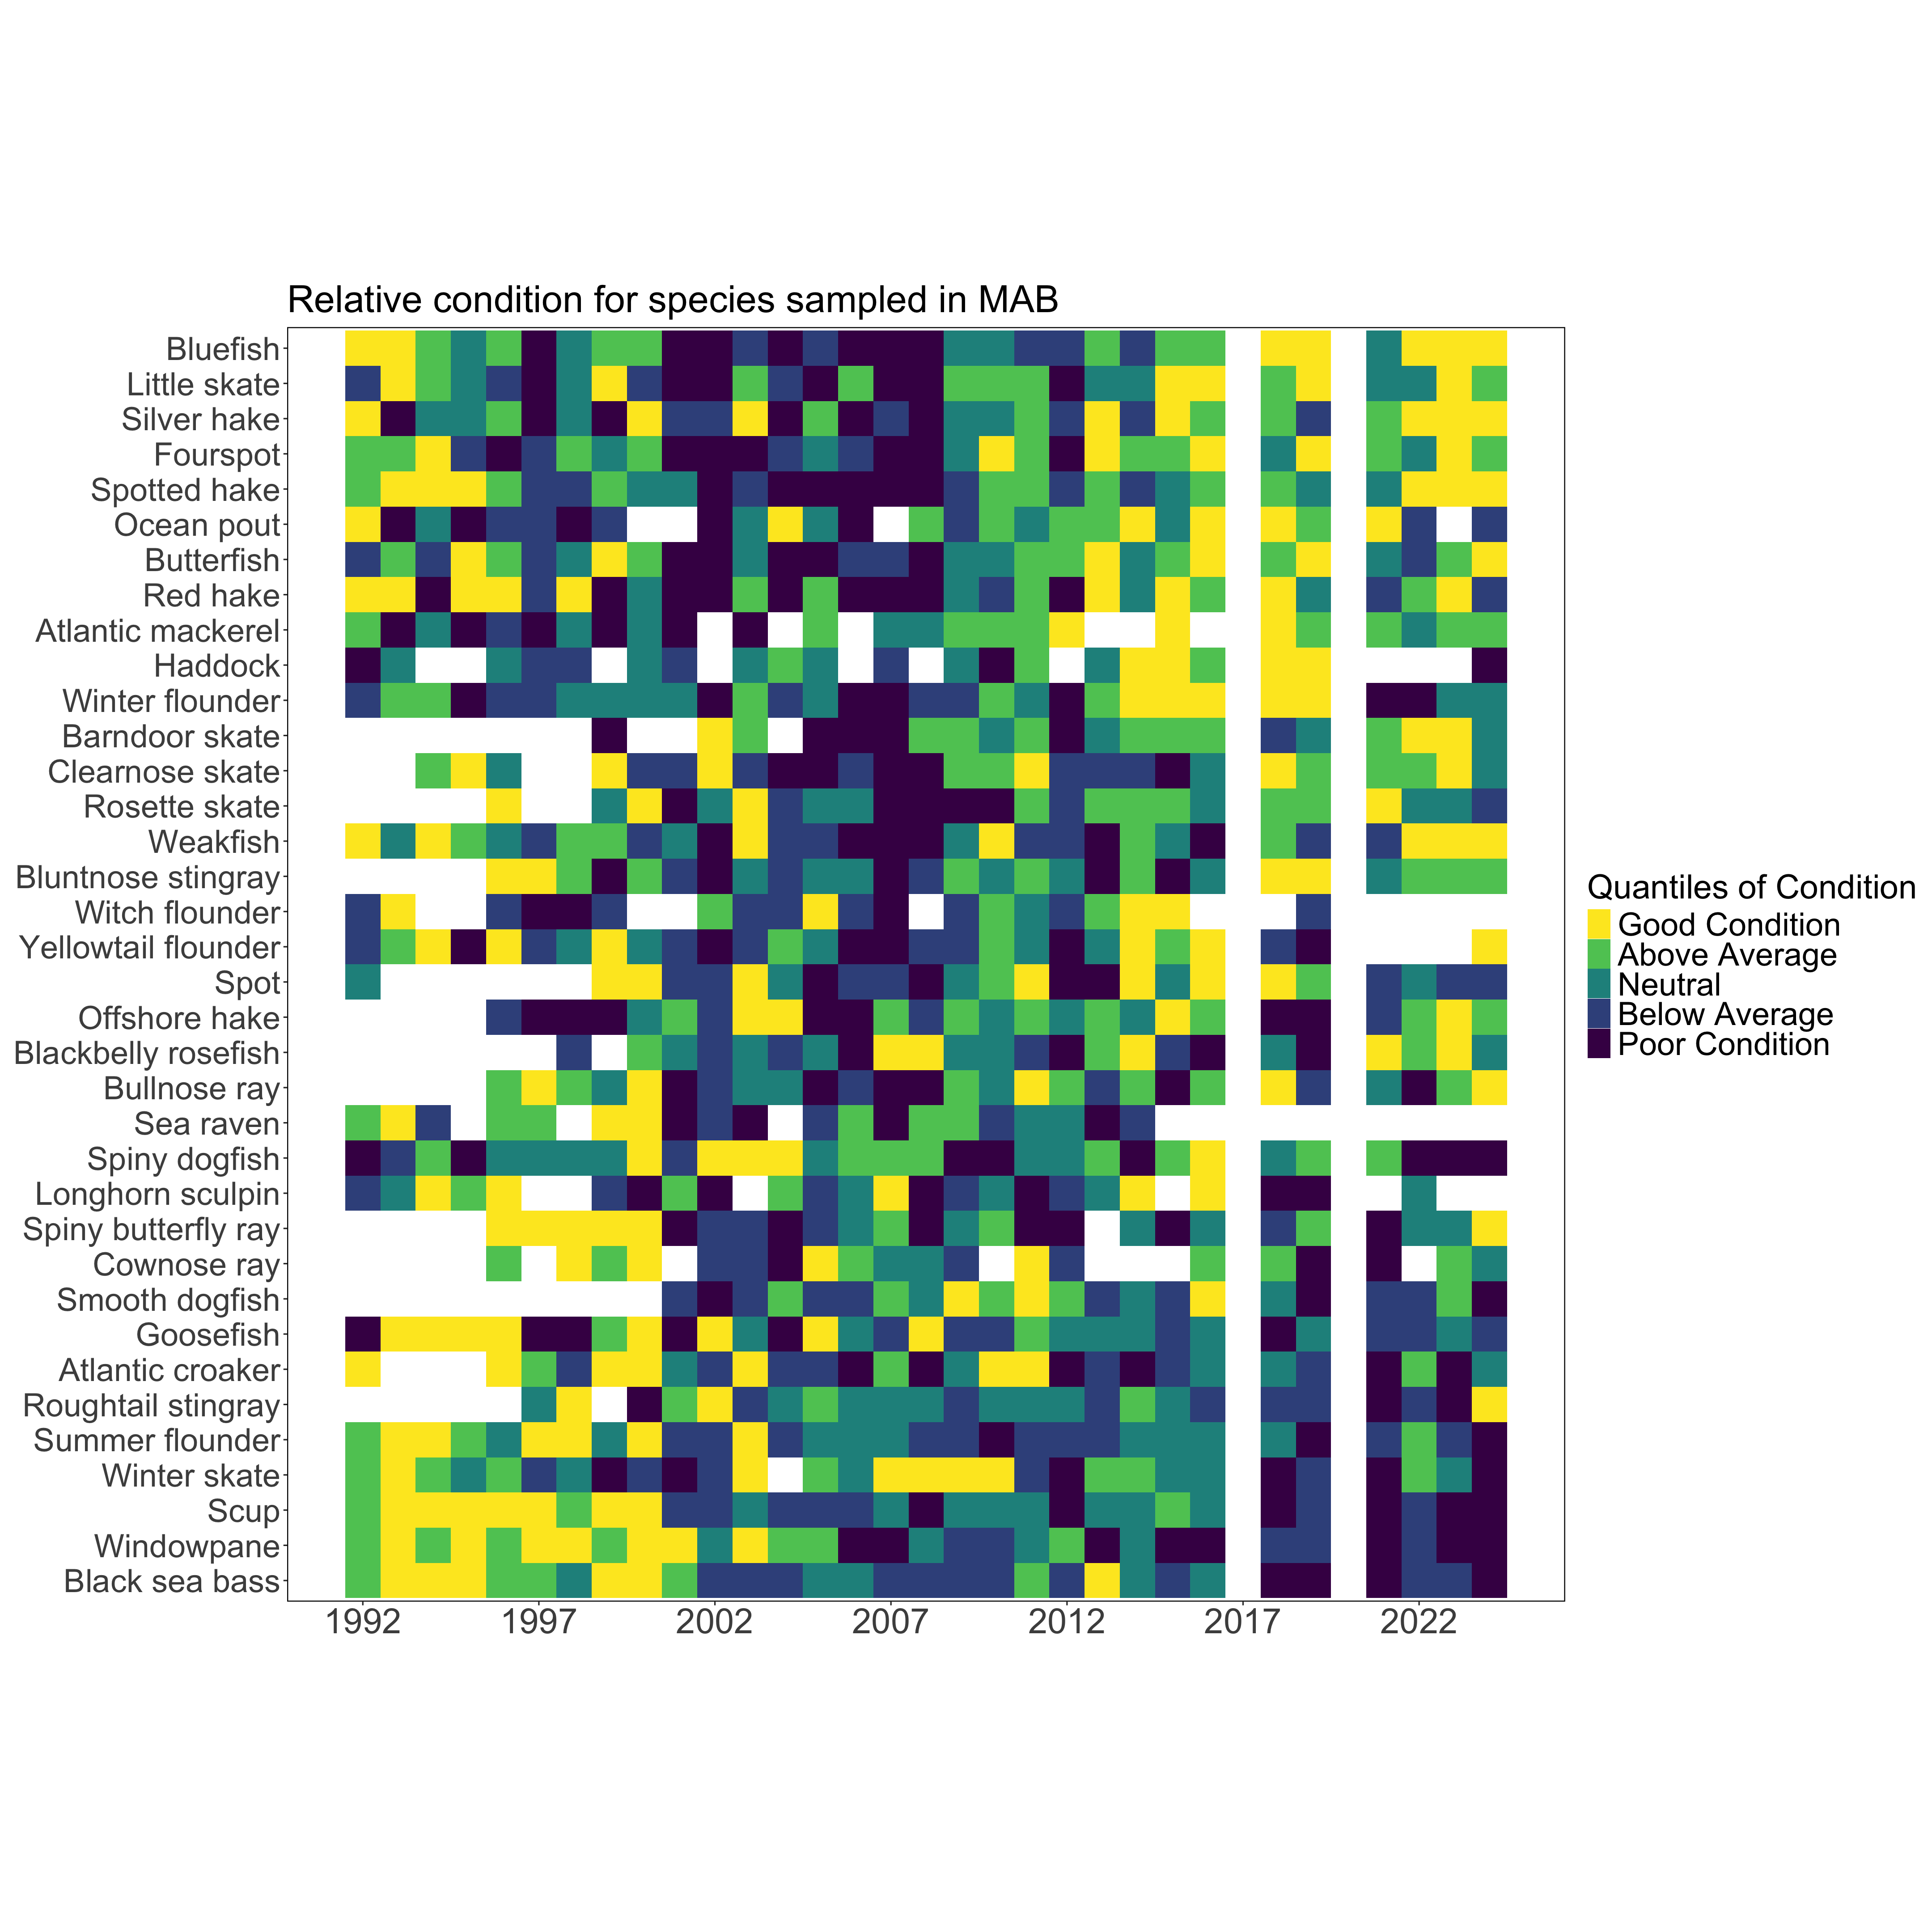 Relative condition for species sampled in MAB
Bluefish
Little skate
Silver hake
Fourspot
Spotted hake
Ocean pout
Butterfish
Red hake
Atlantic mackerel
Haddock
Winter flounder
Barndoor skate
Clearnose skate
Rosette skate
Weakfish
Bluntnose stingray
Witch flounder
Yellowtail flounder
Spot
Offshore hake
Blackbelly rosefish
Bullnose ray
Sea raven
Spiny dogfish
Longhorn sculpin
Spiny butterfly ray
Cownose ray
Smooth dogfish
Goosefish
Atlantic croaker
Roughtail stingray
Summer flounder
Winter skate
Scup
Windowpane
Black sea bass
1992 1997 2002 2007 2012 2017 2022
Quantiles of Condition
Good Condition
Above Average
Neutral
Below Average
Poor Condition